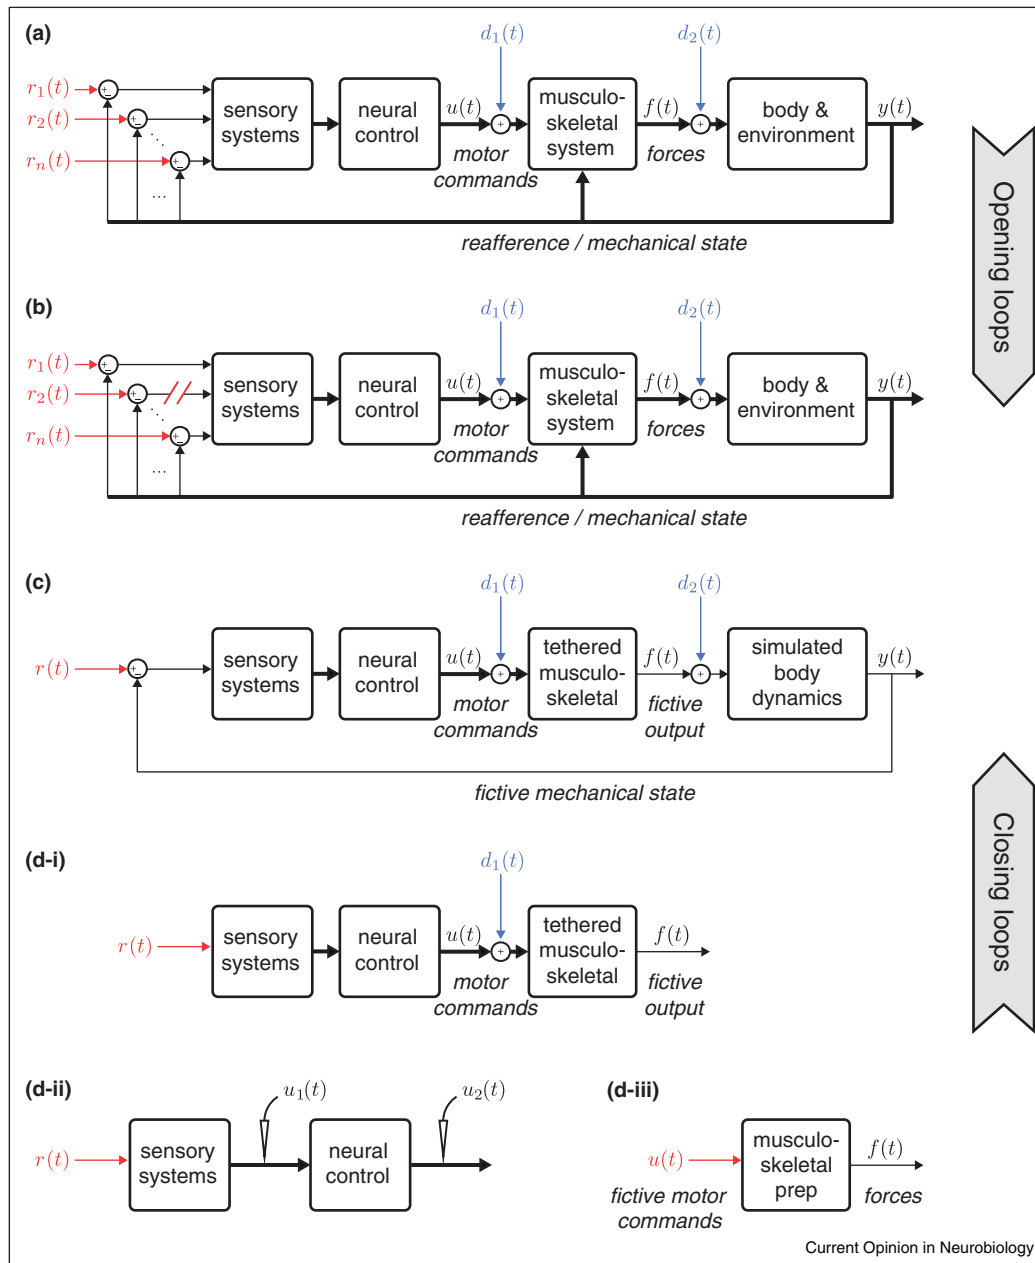 (a)
d1(t)
d2(t)
r1(t)
r2(t)
rn(t)
+
−
+
−
+
−
...
...
sensory
systems
neural
control
u(t)
+
motor
commands
musculo-
skeletal
system
f(t)
+
forces
body &
environment
y(t)
reafference / mechanical state
Opening loops
(b)
d1(t)
d2(t)
r1(t)
r2(t)
rn(t)
+
−
+
−
+
−
...
...
sensory
systems
neural
control
u(t)
+
motor
commands
musculo-
skeletal
system
f(t)
+
forces
body &
environment
y(t)
reafference / mechanical state
(c)
d1(t)
d2(t)
r(t)
+
−
sensory
systems
neural
control
u(t)
+
motor
commands
tethered
musculo-
skeletal
f(t)
+
fictive
output
simulated
body
dynamics
y(t)
fictive mechanical state
Closing loops
(d-i)
d1(t)
r(t)
sensory
systems
neural
control
u(t)
+
motor
commands
tethered
musculo-
skeletal
f(t)
fictive
output
(d-ii)
u1(t)
u2(t)
r(t)
sensory
systems
neural
control
(d-iii)
u(t)
fictive motor
commands
musculo-
skeletal
prep
f(t)
forces
Current Opinion in Neurobiology